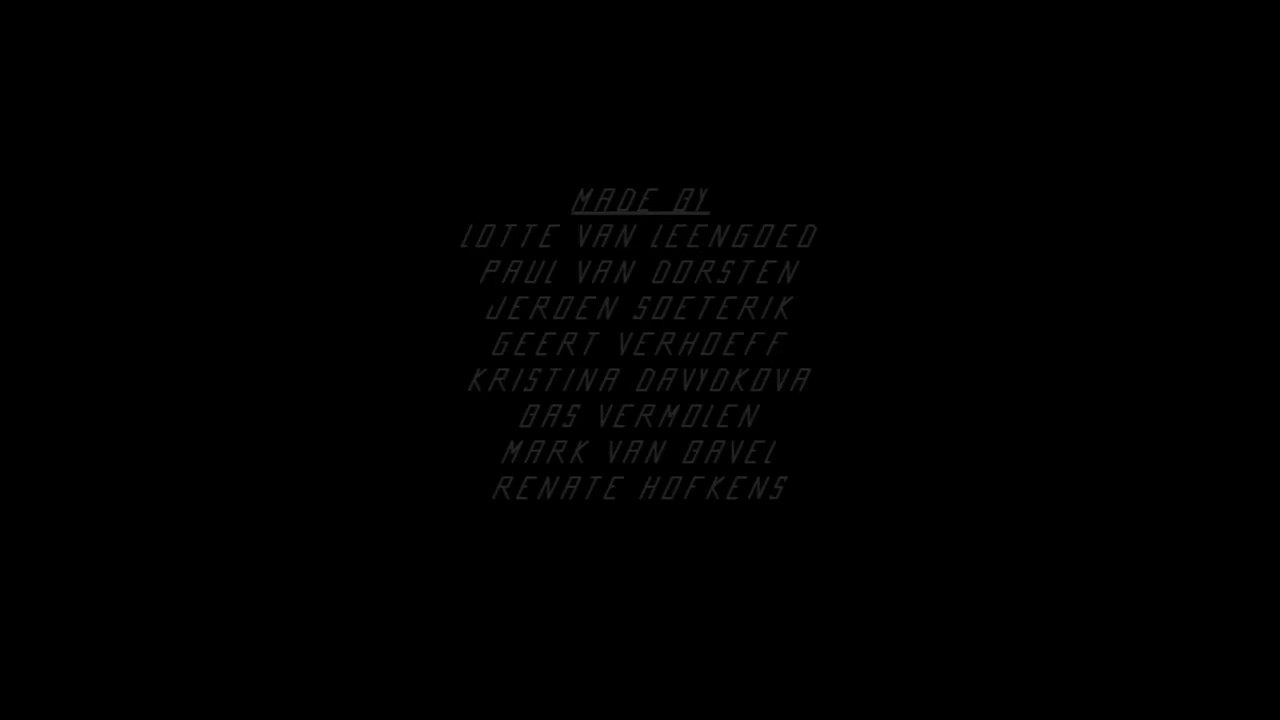 MADE BY
LOTTE VAN LEENGOED
PAUL VAN DORSTEN
JEROEN SOETERIK
GEERT VERHOEFF
KRISTINA DAVYDKOVA
BAS VERMOLEN
MARK VAN BAVEL
RENATE HOFKENS